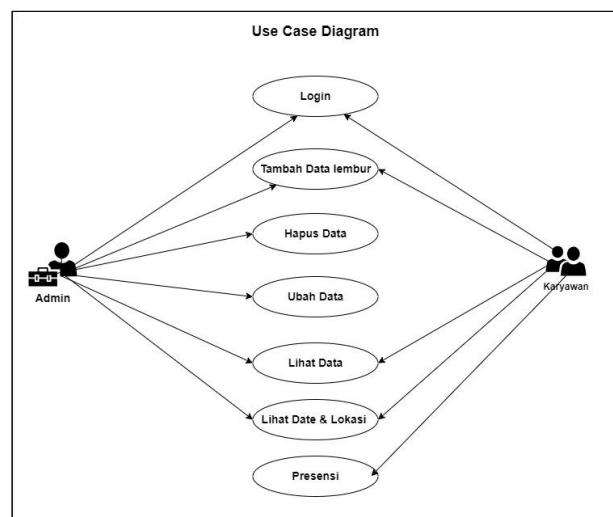 Use Case Diagram
Login
Tambah Data lembur
Hapus Data
Admin
Karyawan
Ubah Data
Lihat Data
Lihat Date & Lokasi
Presensi